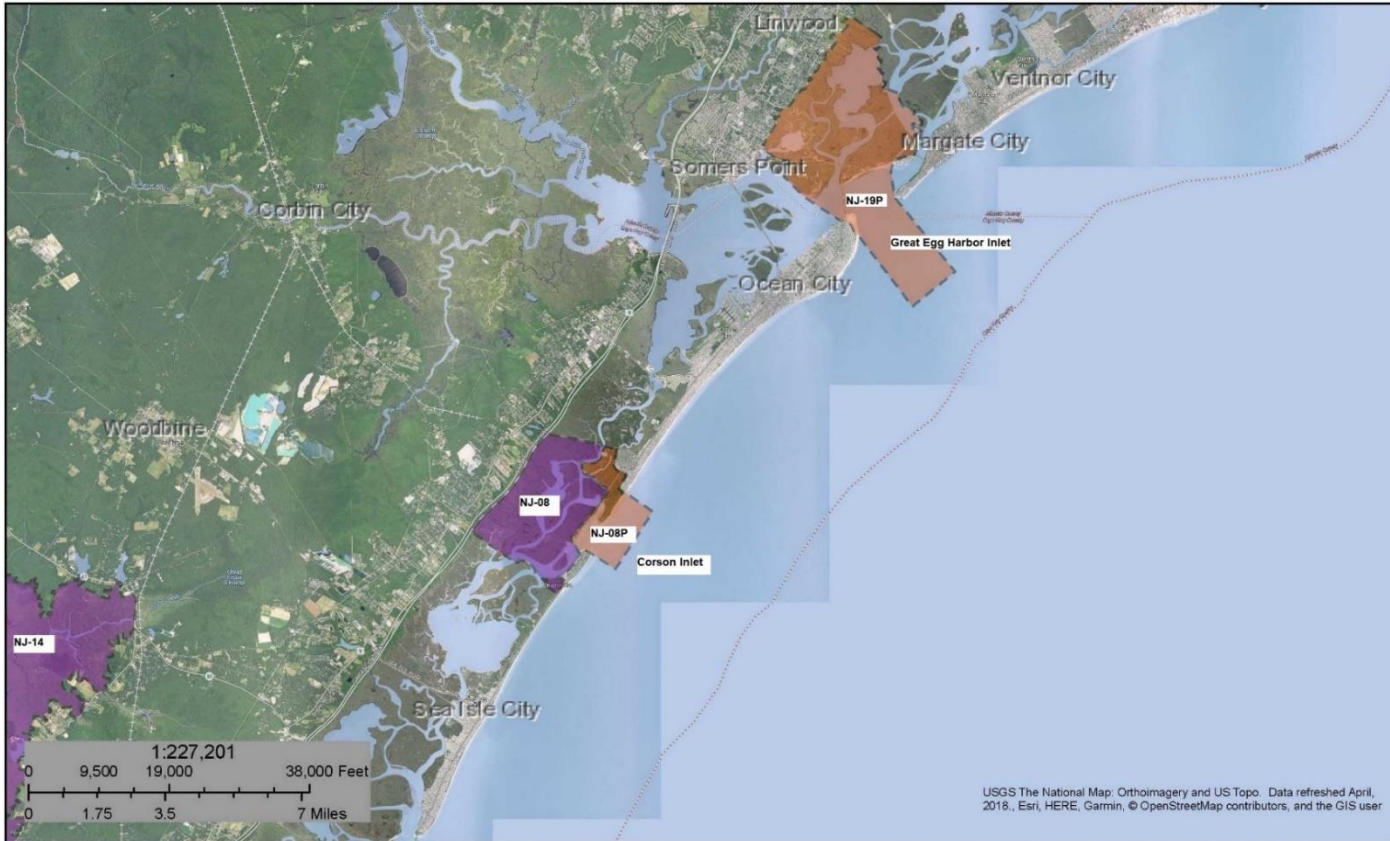 Linwood
Ventnor City
Margate City
Somers Point
NJ-19P
Corbin City
Great Egg Harbor Inlet
Ocean City
Woodbine
NJ-08
NJ-08P
Corson Inlet
NJ-14
Sea Isle City
1:227,201
0 9,500 19,000 38,000 Feet
0 1.75 3.5 7 Miles
USGS The National Map: Orthoimagery and US Topo. Data refreshed April,
2018., Esri, HERE, Garmin, © OpenStreetMap contributors, and the GIS user